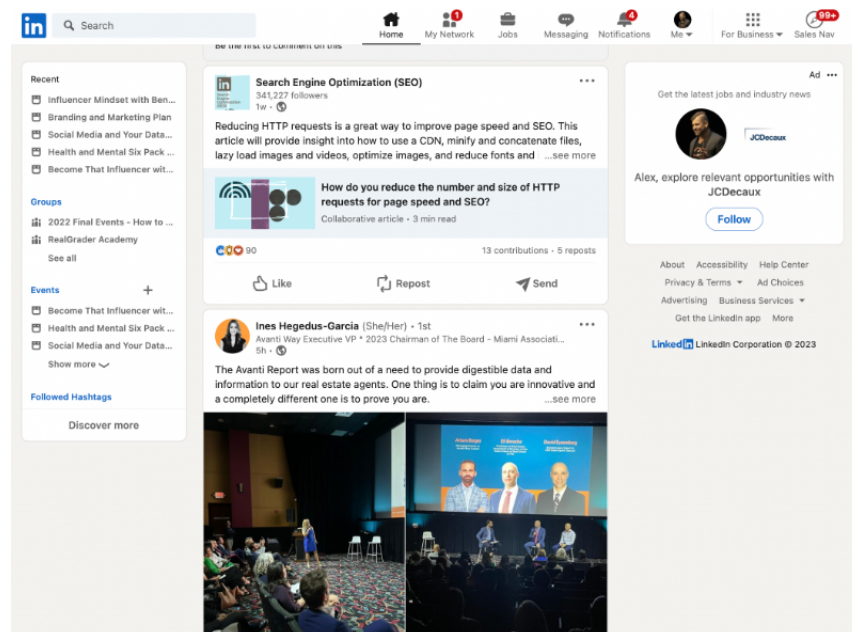 in
Search
Home
1
My Network
Jobs
Messaging
4
Notifications
Me
For Business
99+
Sales Nav
Be the first to comment on this
Recent
Influencer Mindset with Ben...
Branding and Marketing Plan
Social Media and Your Data...
Health and Mental Six Pack ...
Become That Influencer wit...
Groups
2022 Final Events - How to ...
RealGrader Academy
See all
Events +
Become That Influencer wit...
Health and Mental Six Pack ...
Social Media and Your Data...
Show more
Followed Hashtags
Discover more
in
Search Engine Optimization (SEO)
341,227 followers
1w •
Reducing HTTP requests is a great way to improve page speed and SEO. This
article will provide insight into how to use a CDN, minify and concatenate files,
lazy load images and videos, optimize images, and reduce fonts and ...see more
How do you reduce the number and size of HTTP
requests for page speed and SEO?
Collaborative article • 3 min read
90
13 contributions • 5 reposts
Like
Repost
Send
Ines Hegedus-Garcia (She/Her) • 1st
Avanti Way Executive VP * 2023 Chairman of The Board - Miami Associati...
5h •
The Avanti Report was born out of a need to provide digestible data and
information to our real estate agents. One thing is to claim you are innovative and
a completely different one is to prove you are. ...see more
Ad
Get the latest jobs and industry news
JCDecaux
Alex, explore relevant opportunities with
JCDecaux
Follow
About Accessibility Help Center
Privacy & Terms Ad Choices
Advertising Business Services
Get the LinkedIn app More
LinkedIn LinkedIn Corporation © 2023